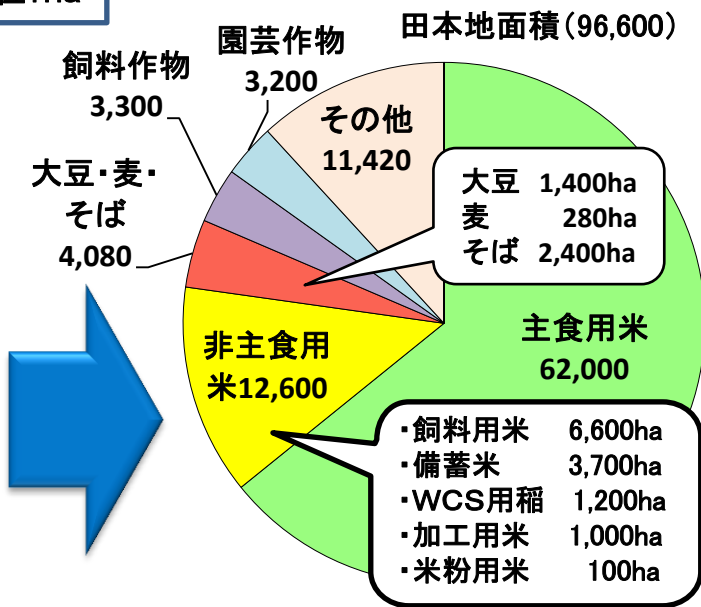 田本地面積(96,600)
園芸作物
3,200
飼料作物
3,300
その他
11,420
大豆・麦・
そば
4,080
大豆 1,400ha
麦 280ha
そば 2,400ha
主食用米
62,000
非主食用
米12,600
・飼料用米 6,600ha
・備蓄米 3,700ha
・WCS用稲 1,200ha
・加工用米 1,000ha
・米粉用米 100ha